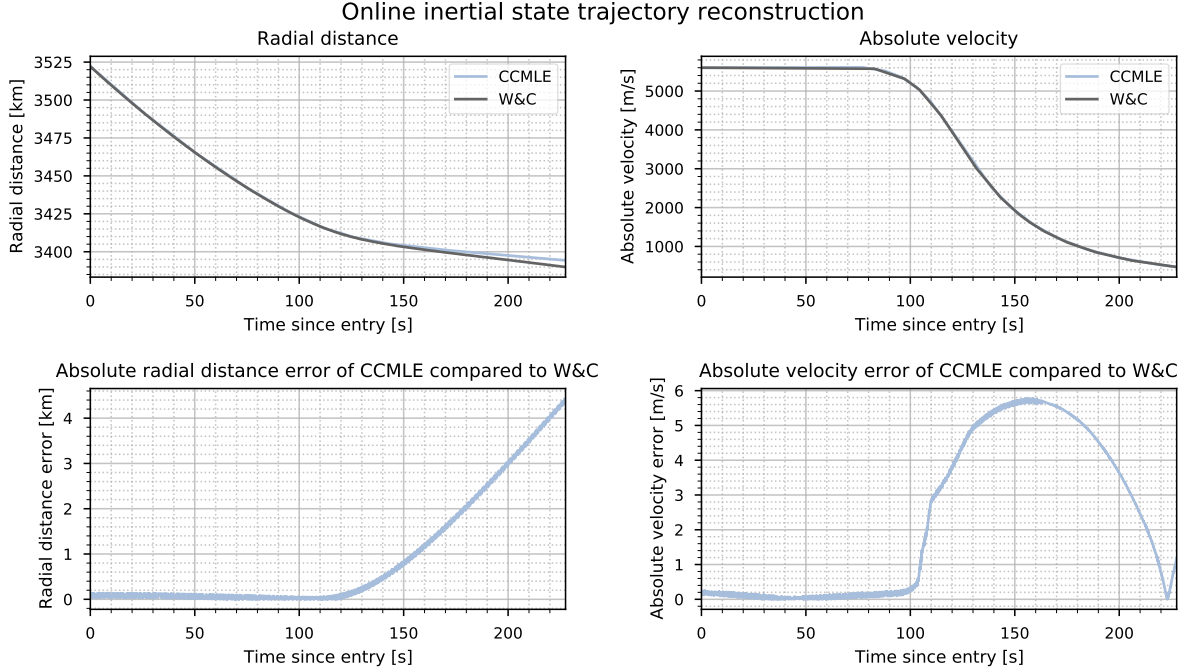 Online inertial state trajectory reconstruction
Radial distance
3525
3500
3475
3450
3425
3400
Radial distance [km]
CCMLE
W&C
0 50 100 150 200
Time since entry [s]
Absolute velocity
5000
4000
3000
2000
1000
Absolute velocity [m/s]
CCMLE
W&C
0 50 100 150 200
Time since entry [s]
Absolute radial distance error of CCMLE compared to W&C
4
3
2
1
0
Radial distance error [km]
0 50 100 150 200
Time since entry [s]
Absolute velocity error of CCMLE compared to W&C
6
5
4
3
2
1
0
Absolute velocity error [m/s]
0 50 100 150 200
Time since entry [s]